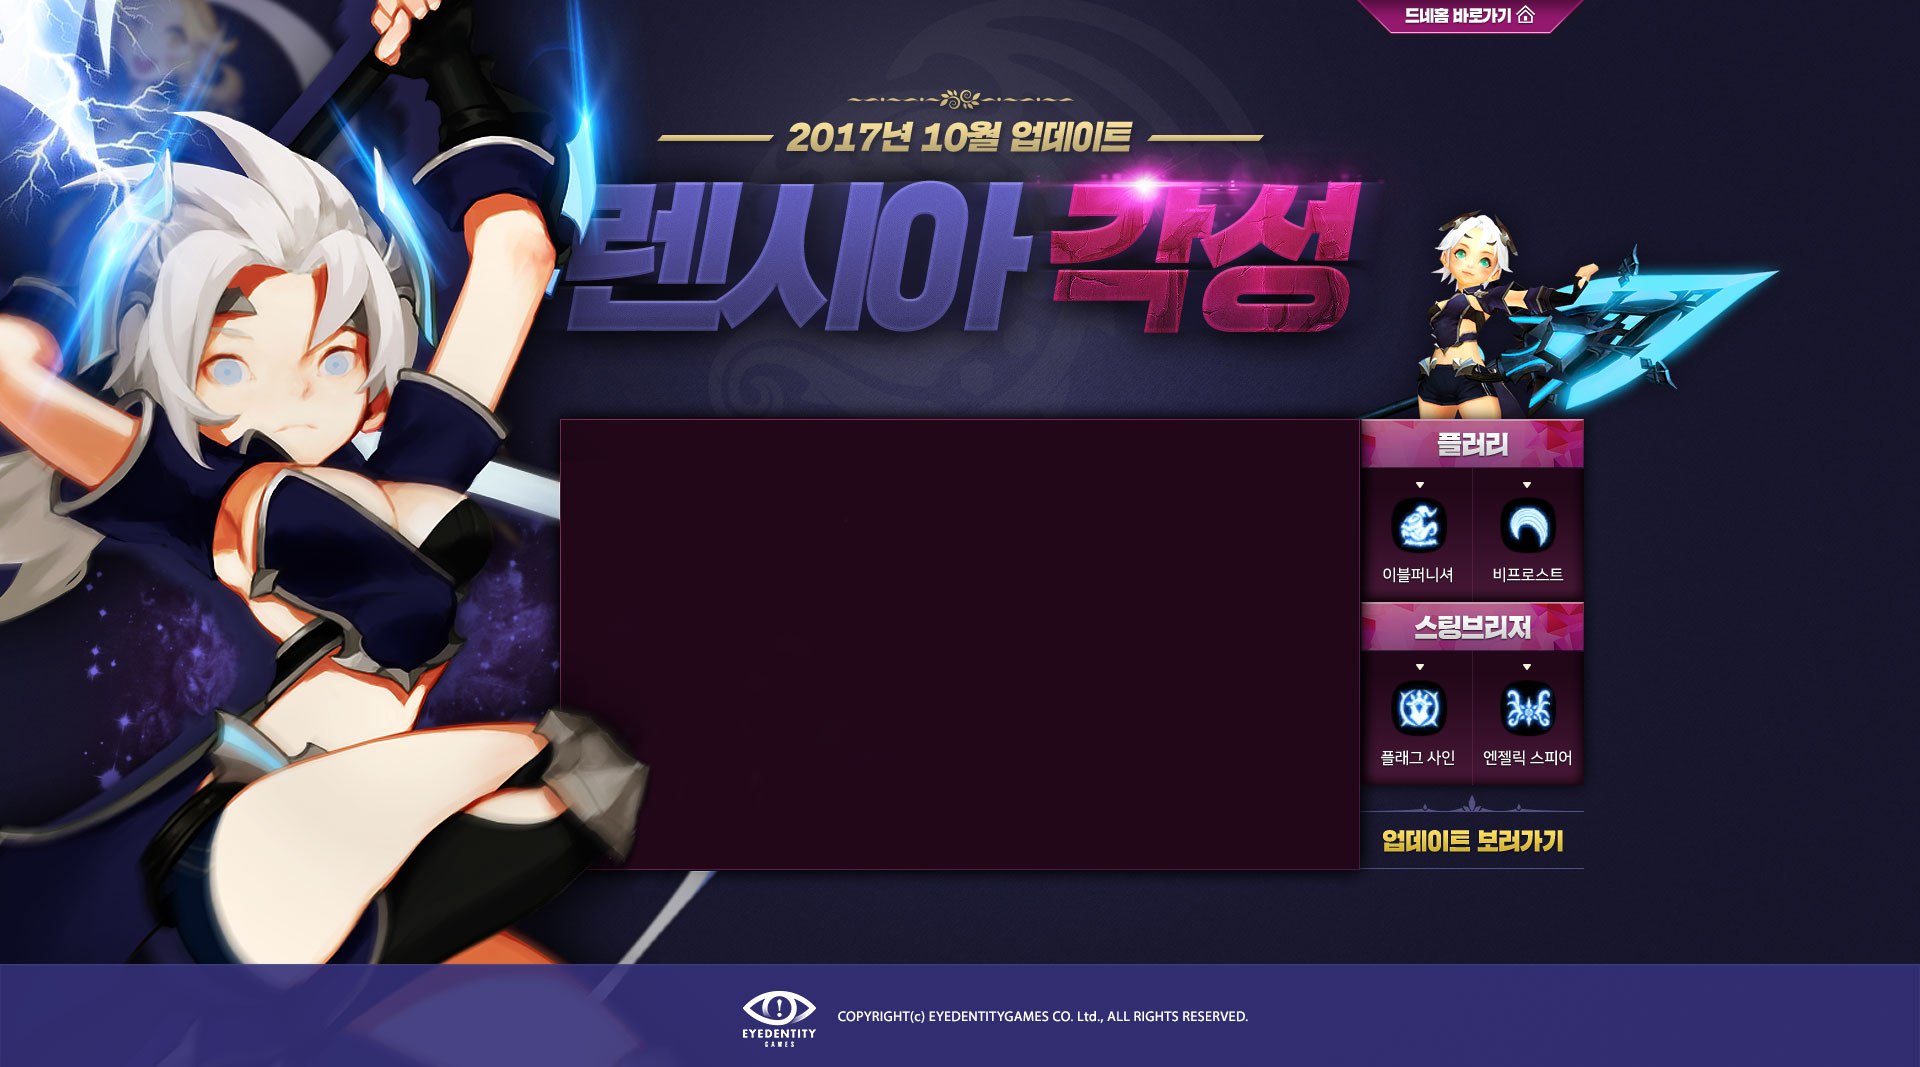 드네홈 바로가기
2017년 10월 업데이트
렌시아 각성
플러리
이블퍼니셔
비프로스트
스팅브리저
플래그 사인
엔젤릭 스피어
업데이트 보러가기
EYEDENTITY
GAMES
COPYRIGHT(c) EYEDENTITYGAMES CO. Ltd., ALL RIGHTS RESERVED.